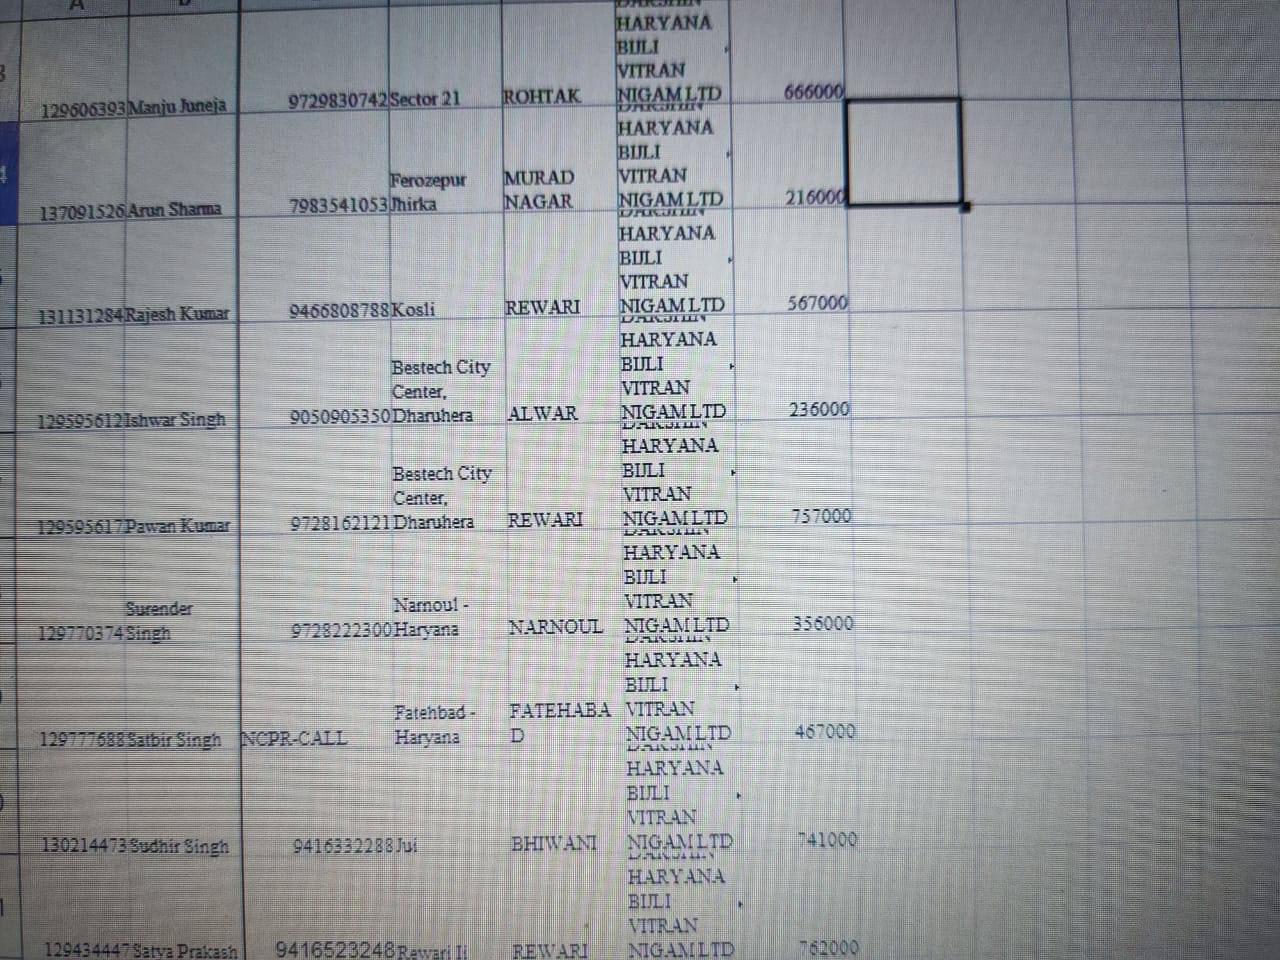 A
HARYANA
BIJLI
VITRAN
129606393 Manju Juneja 9729830742 Sector 21 ROHTAK NIGAM LTD 666000
DAKSHIN
HARYANA
BIJLI
Ferozepur MURAD VITRAN
137091526 Arun Sharma 7983541053 Jhirka NAGAR NIGAM LTD 216000
DAKSHIN
HARYANA
BIJLI
VITRAN
131131284 Rajesh Kumar 9466808788 Kosli REWARI NIGAM LTD 567000
DAKSHIN
HARYANA
Bestech City BIJLI
Center, VITRAN
129595612 Ishwar Singh 9050905350 Dharuhera ALWAR NIGAM LTD 236000
DAKSHIN
HARYANA
Bestech City BIJLI
Center, VITRAN
129595617 Pawan Kumar 9728162121 Dharuhera REWARI NIGAM LTD 757000
DAKSHIN
HARYANA
BIJLI
Surender Narnoul - VITRAN
129770374 Singh 9728222300 Haryana NARNOUL NIGAM LTD 356000
DAKSHIN
HARYANA
BIJLI
Fatehbad - FATEHABA VITRAN
129777688 Satbir Singh NCPR-CALL Haryana D NIGAM LTD 467000
DAKSHIN
HARYANA
BIJLI
VITRAN
130214473 Sudhir Singh 9416332288 Jui BHIWANI NIGAM LTD 741000
DAKSHIN
HARYANA
BIJLI
VITRAN
129434447 Satya Prakash 9416523248 Rewari Ii REWARI NIGAM LTD 762000